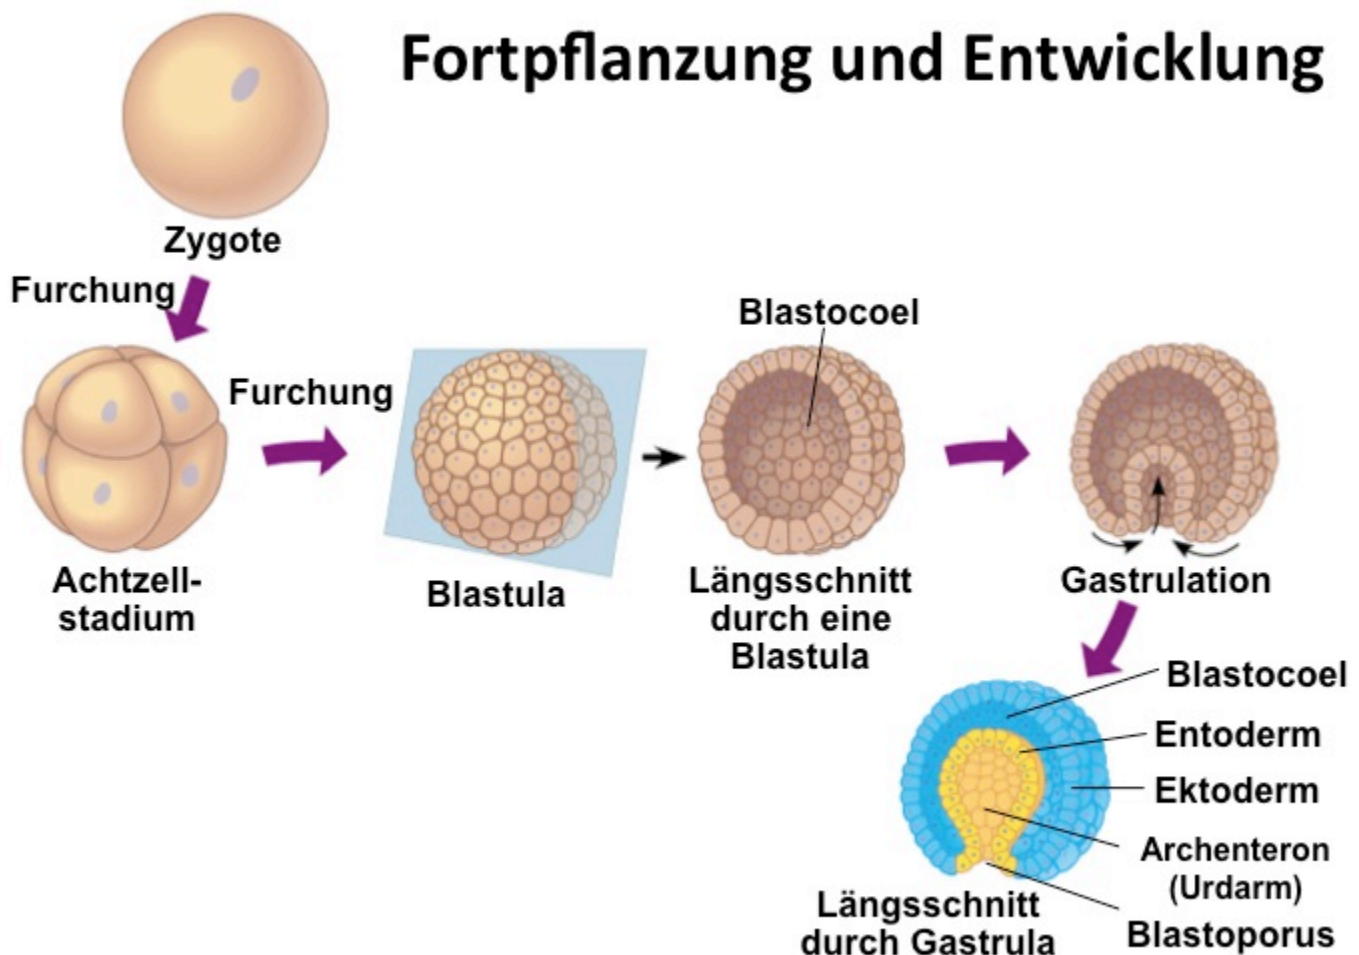 Fortpflanzung und Entwicklung
Zygote
Furchung
Furchung
Achtzell-
stadium
Blastula
Blastocoel
Längsschnitt
durch eine
Blastula
Gastrulation
Blastocoel
Entoderm
Ektoderm
Archenteron
(Urdarm)
Blastoporus
Längsschnitt
durch Gastrula